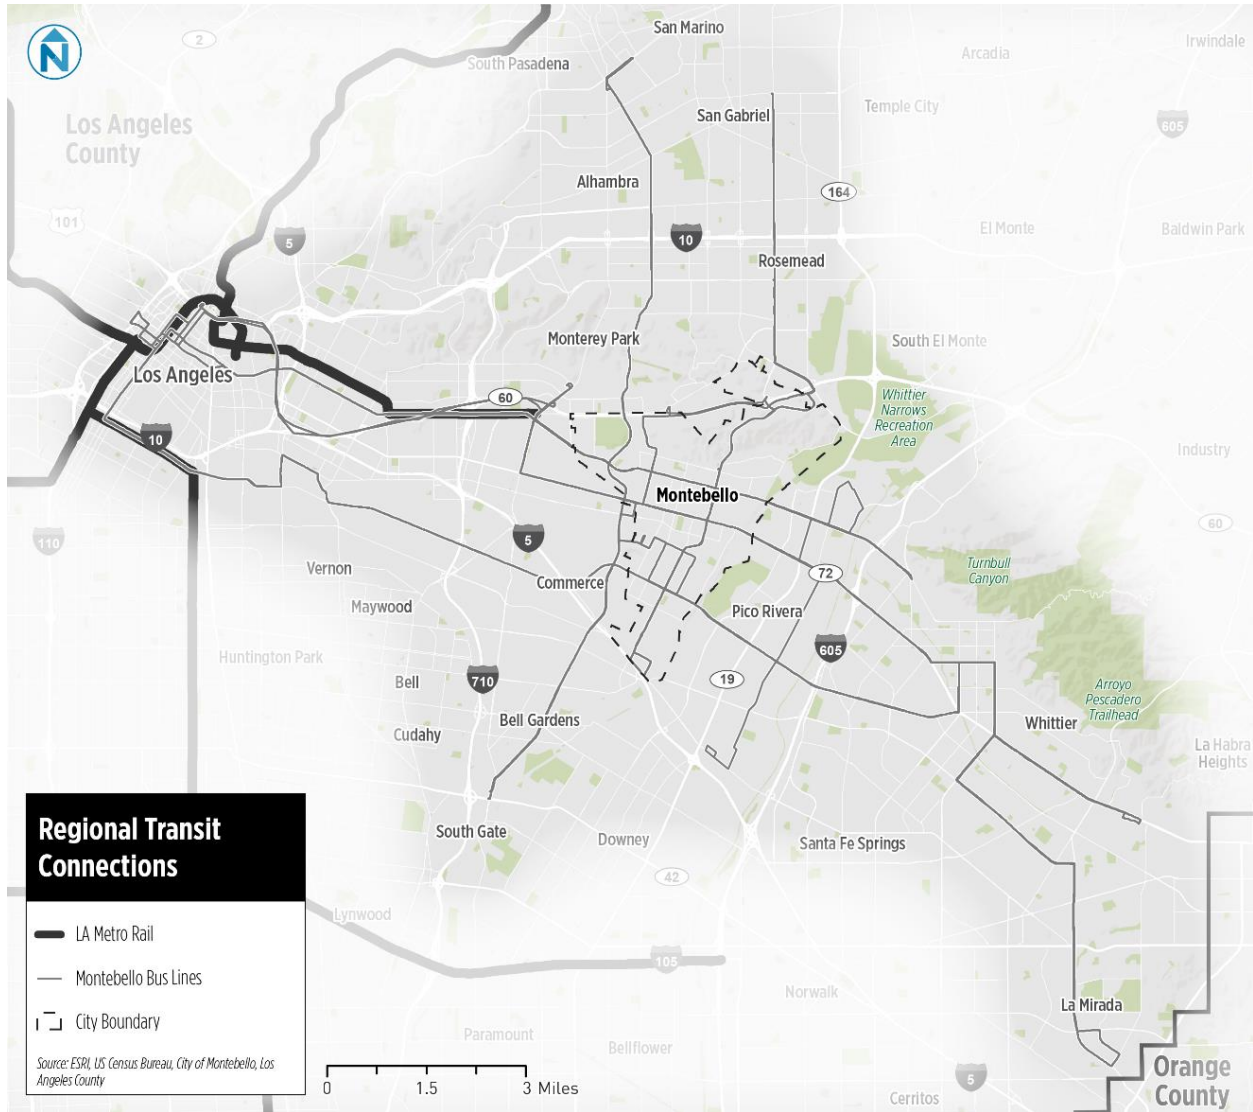 N
San Marino
2
South Pasadena
Arcadia
Irwindale
Los Angeles
County
San Gabriel
Temple City
605
Alhambra
164
101
5
10
El Monte
Baldwin Park
Rosemead
Monterey Park
South El Monte
Los Angeles
60
Whittier
Narrows
Recreation
Area
10
Industry
Montebello
60
110
5
Turnbull
Canyon
Vernon
Commerce
72
Maywood
Pico Rivera
605
Huntington Park
Bell
710
19
Arroyo
Pescadero
Trailhead
Bell Gardens
Whittier
Cudahy
La Habra
Heights
South Gate
Downey
Santa Fe Springs
42
Lynwood
105
Norwalk
La Mirada
Paramount
Bellflower
5
Orange
County
Cerritos
Regional Transit
Connections
LA Metro Rail
Montebello Bus Lines
City Boundary
Source: ESRI, US Census Bureau, City of Montebello, Los
Angeles County
0 1.5 3 Miles